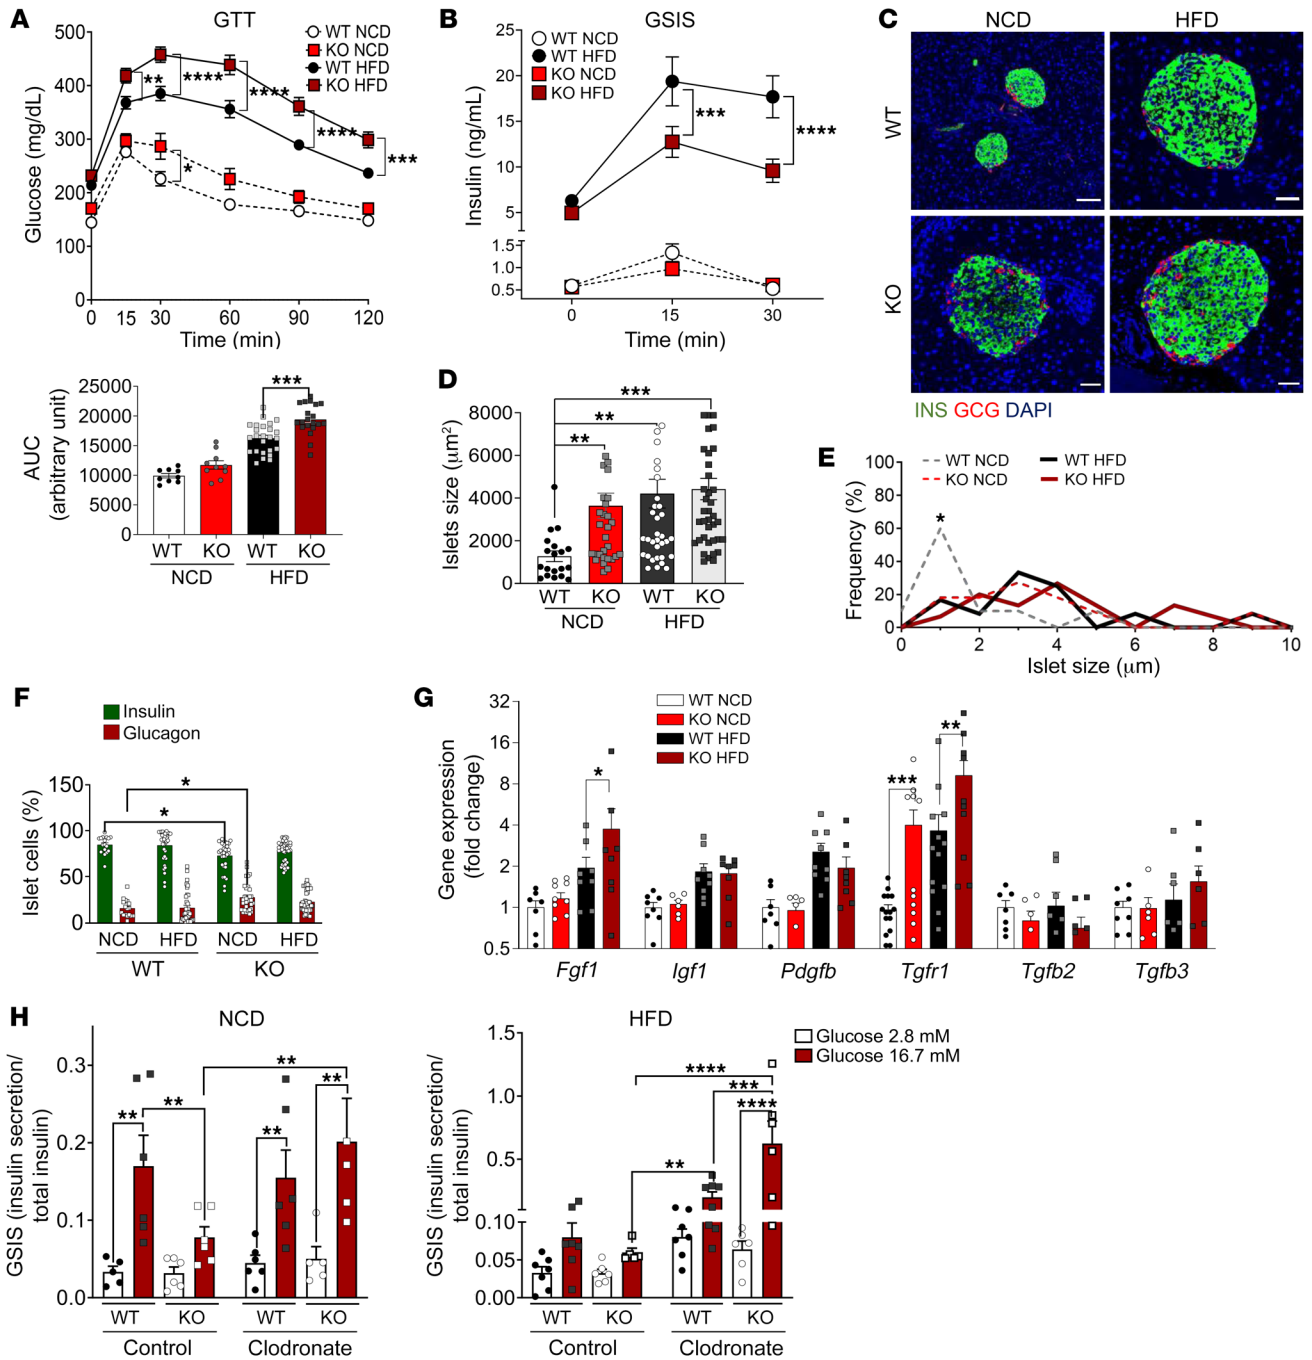 A
GTT
500
400
300
200
100
0
Glucose (mg/dL)
WT NCD
KO NCD
WT HFD
KO HFD
**
****
****
****
***
*
0 15 30 60 90 120
Time (min)
25000
20000
15000
10000
5000
0
AUC
(arbitrary unit)
***
WT KO WT KO
NCD HFD
B
GSIS
25
20
15
10
5
1.5
1.0
0.5
Insulin (ng/mL)
WT NCD
WT HFD
KO NCD
KO HFD
***
****
0 15 30
Time (min)
C
NCD HFD
WT
KO
INS GCG DAPI
D
***
**
**
8000
6000
4000
2000
0
Islets size (μm²)
WT KO WT KO
NCD HFD
E
100
80
60
40
20
0
Frequency (%)
WT NCD
KO NCD
WT HFD
KO HFD
*
0 2 4 6 8 10
Islet size (μm)
F
Insulin
Glucagon
150
100
50
0
Islet cells (%)
*
*
NCD HFD NCD HFD
WT KO
G
32
16
8
4
2
1
0.5
Gene expression
(fold change)
WT NCD
KO NCD
WT HFD
KO HFD
*
***
**
Fgf1 Igf1 Pdgfb Tgfr1 Tgfb2 Tgfb3
H
NCD
0.3
0.2
0.1
0.0
GSIS (insulin secretion/
total insulin)
**
**
**
**
**
WT KO WT KO
Control Clodronate
HFD
1.5
1.0
0.5
0.10
0.05
0.00
GSIS (insulin secretion/
total insulin)
Glucose 2.8 mM
Glucose 16.7 mM
****
***
****
**
WT KO WT KO
Control Clodronate